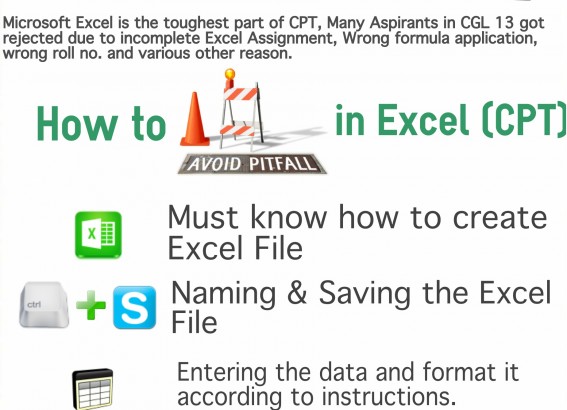 Microsoft Excel is the toughest part of CPT, Many Aspirants in CGL 13 got
rejected due to incomplete Excel Assignment, Wrong formula application,
wrong roll no. and various other reason.
How to in Excel (CPT)
AVOID PITFALL
Must know how to create
Excel File
ctrl + S Naming & Saving the Excel
File
Entering the data and format it
according to instructions.